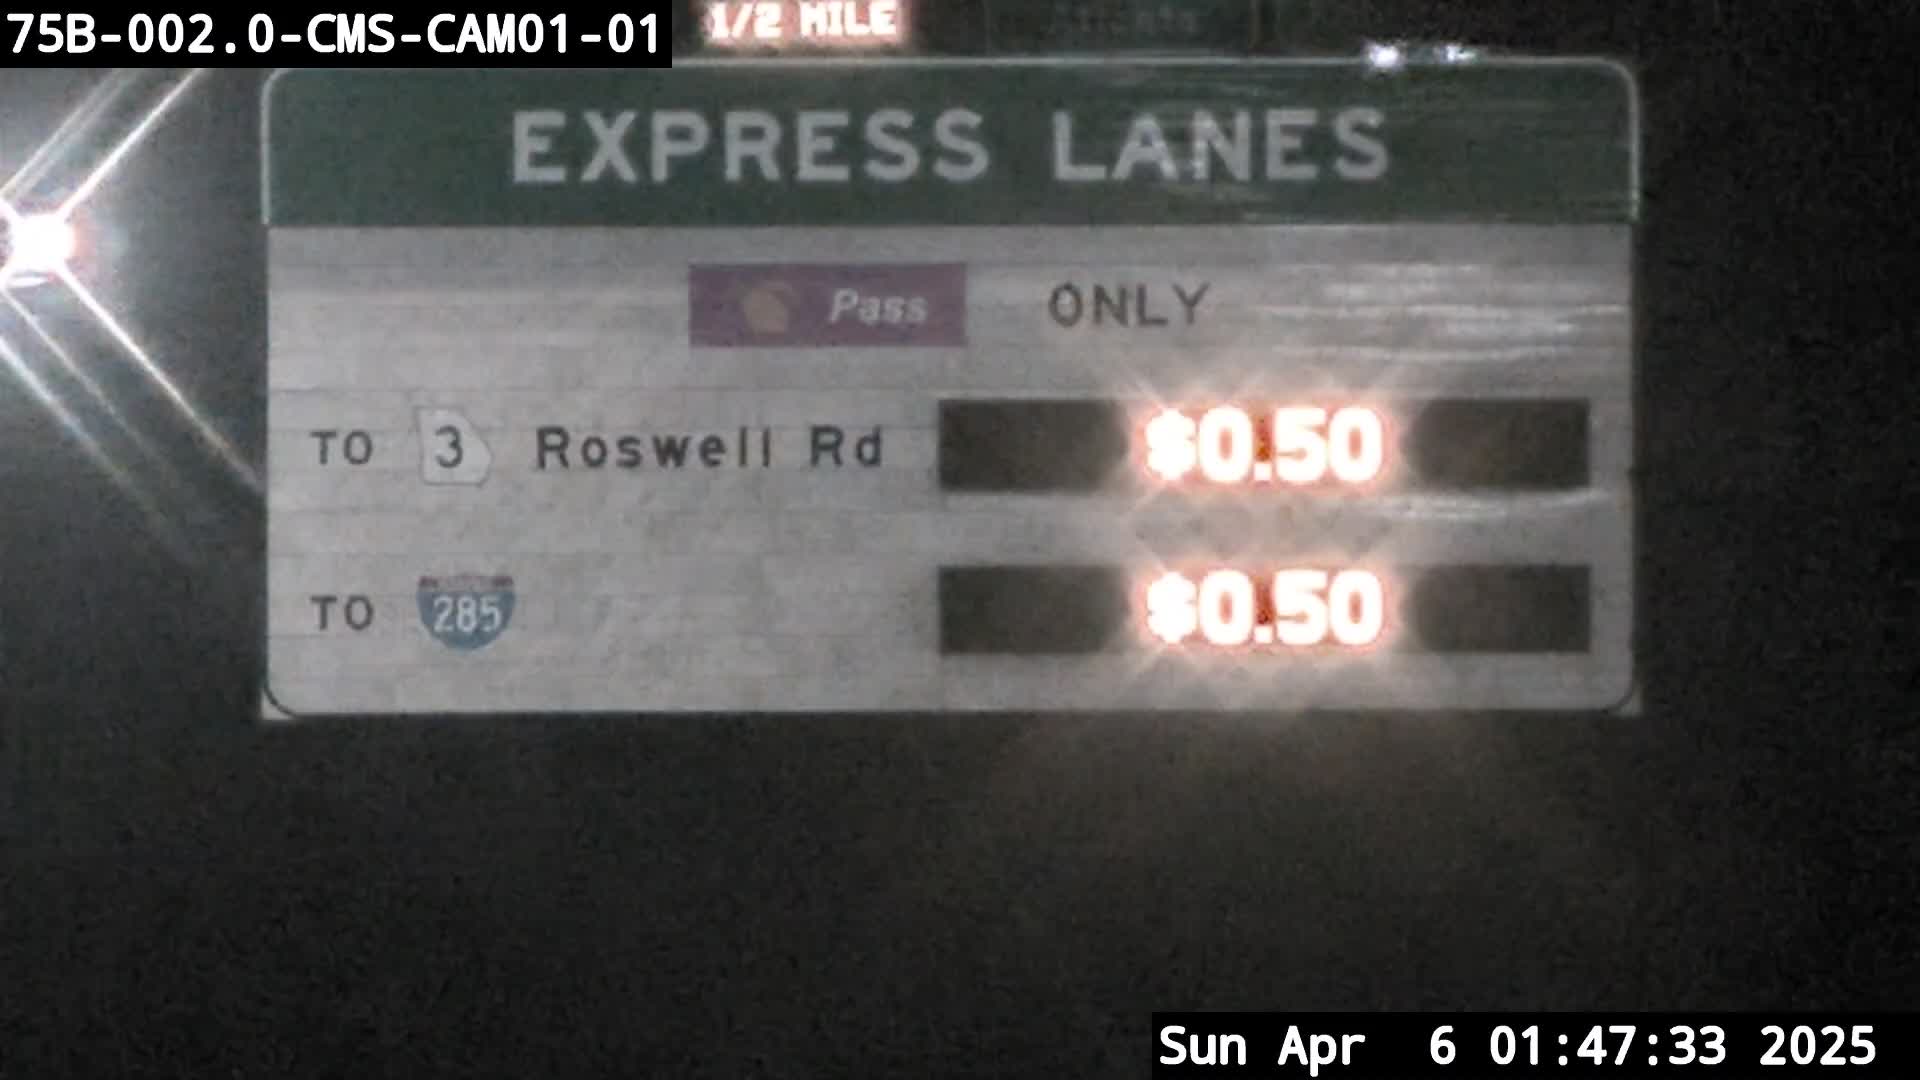 75B-002.0-CMS-CAM01-01
1/2 MILE
EXPRESS LANES
Pass ONLY
TO 3 Roswell Rd $0.50
TO 285 $0.50
Sun Apr 6 01:47:33 2025